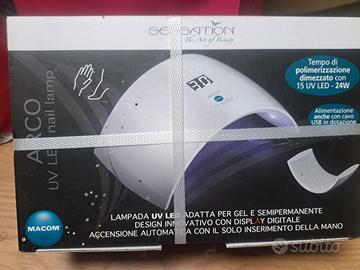 SENSATION
The Art of Beauty
Tempo di
polimerizzazione
dimezzato con
15 UV LED - 24W
Alimentazione
anche con cavo
USB in dotazione
30
MACOM
ARCO
UV LED nail lamp
MACOM®
LAMPADA UV LED ADATTA PER GEL E SEMIPERMANENTE
DESIGN INNOVATIVO CON DISPLAY DIGITALE
ACCENSIONE AUTOMATICA CON IL SOLO INSERIMENTO DELLA MANO
subito